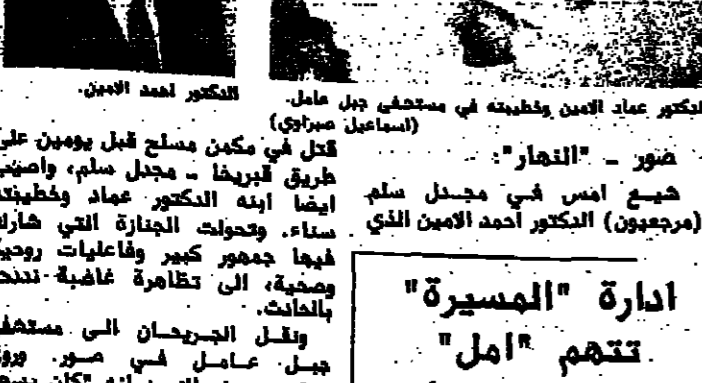 الدكتور عماد الامين وخطيبته في مستشفى جبل عامل.
(اسماعيل صبراوي)
الدكتور احمد الامين.
صور - "النهار":
شيع امس في مجدل سلم
(مرجعيون) الدكتور احمد الامين الذي
قتل في مكمن مسلح قبل يومين على
طريق قبريخا - مجدل سلم، واصيب
ايضا ابنه الدكتور عماد وخطيبته
سناء. وتحولت الجنازة التي شارك
فيها جمهور كبير وفاعليات روحية
وصحية، الى تظاهرة غاضبة تندد
بالحادث.
ونقل الجريحان الى مستشفى
جبل عامل في صور.
ادارة "المسيرة"
تتهم "امل"